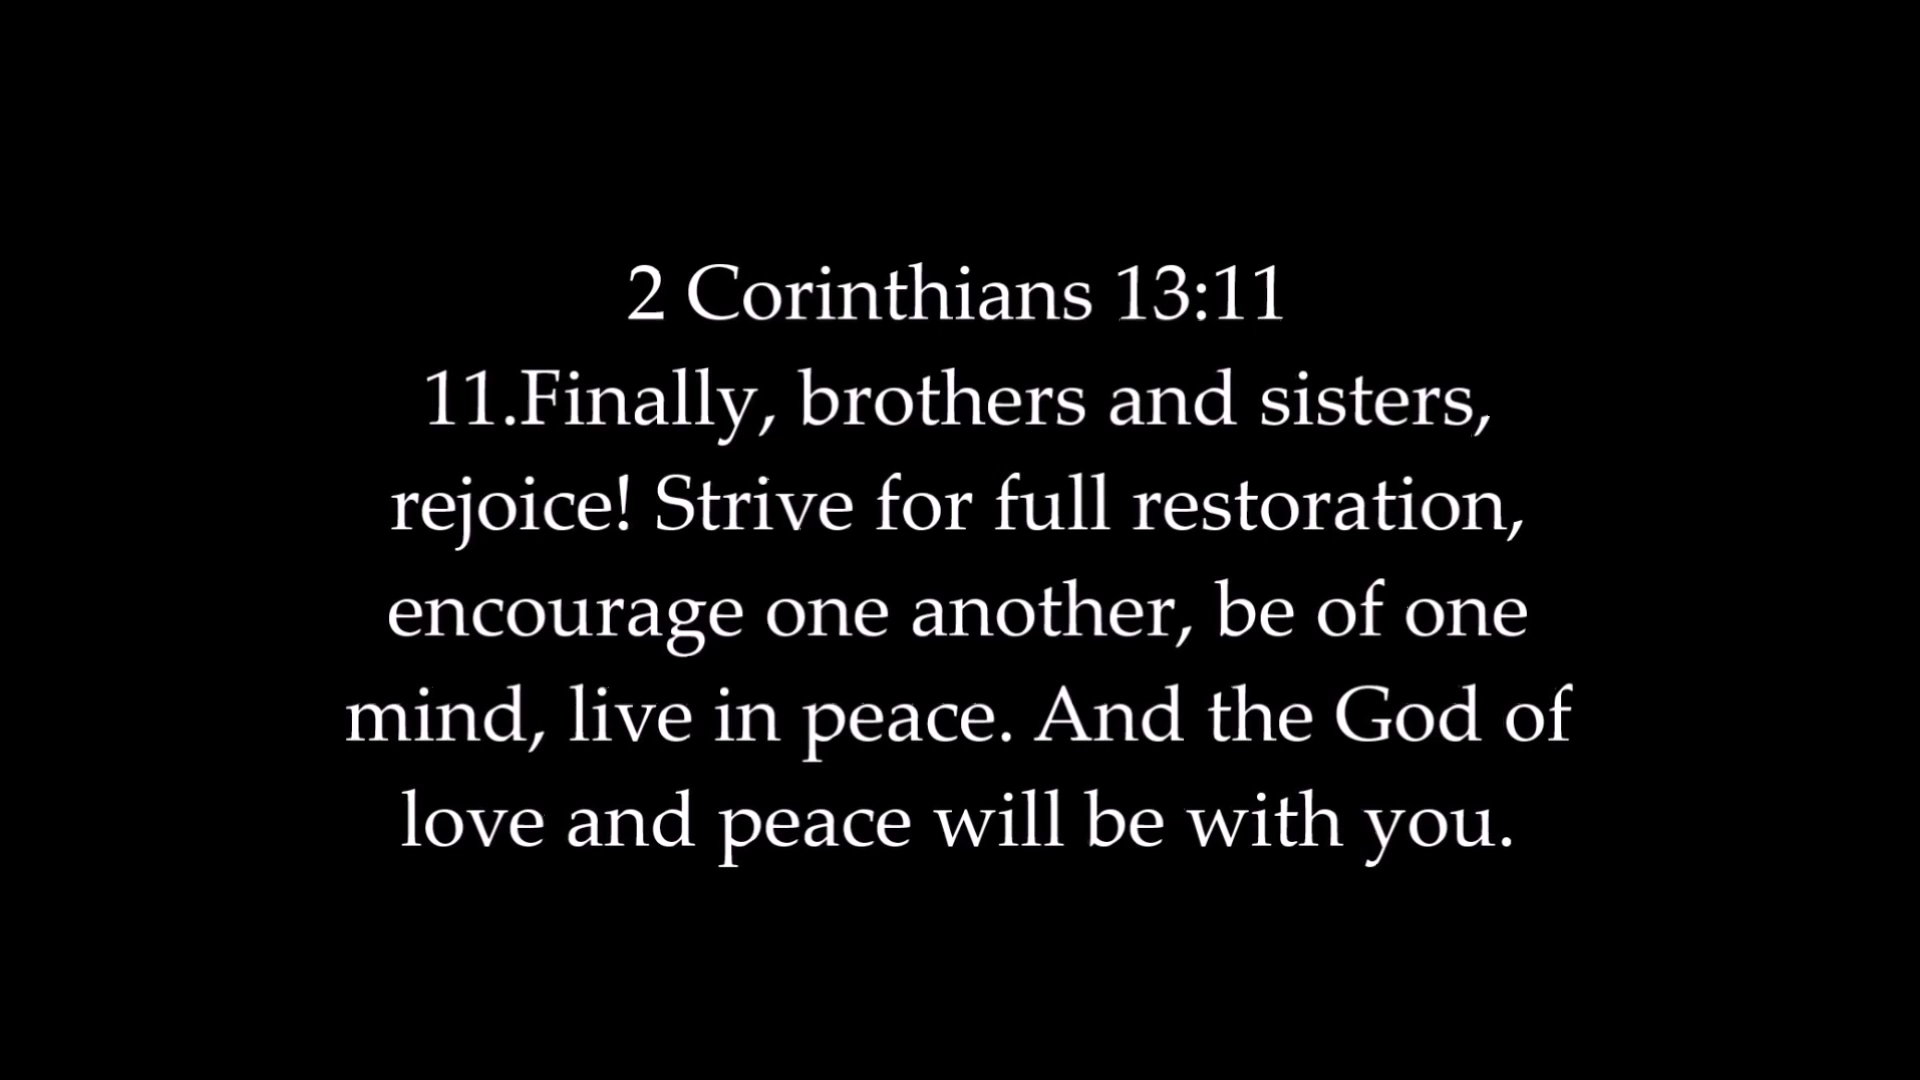 2 Corinthians 13:11
11.Finally, brothers and sisters,
rejoice! Strive for full restoration,
encourage one another, be of one
mind, live in peace. And the God of
love and peace will be with you.